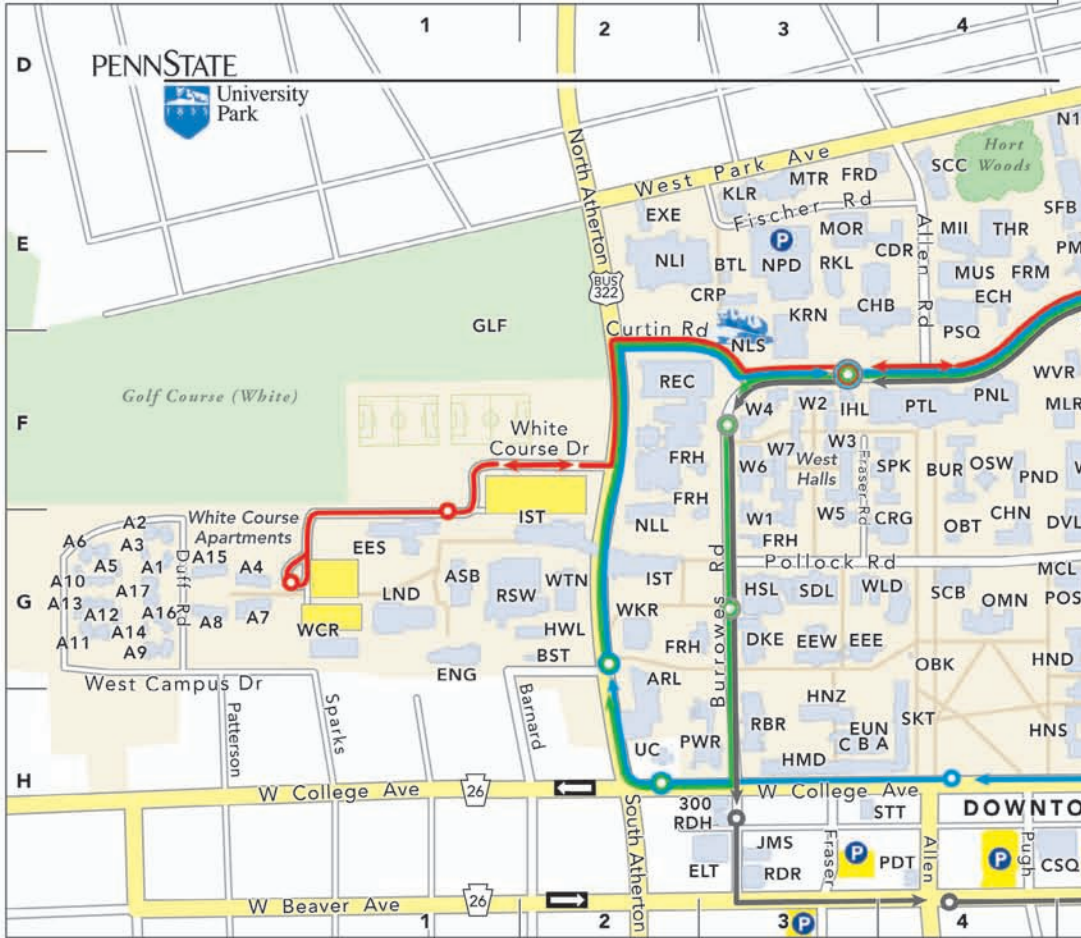 1
2
3
4
D
PENNSTATE
1855
University
Park
N1
Hort
Woods
North Atherton
West Park Ave
MTR
FRD
SCC
KLR
Fischer Rd
EXE
SFB
E
P
MOR
MII
THR
CDR
Allen Rd
NLI
BTL
NPD
RKL
PM
MUS
FRM
BUS
322
CRP
ECH
CHB
GLF
KRN
Curtin Rd
PSQ
NLS
WVR
REC
Golf Course (White)
PNL
W4
W2
IHL
PTL
MLR
F
White
Course Dr
W7
W3
FRH
West
Halls
W6
Fraser Rd
SPK
BUR
OSW
PND
W
FRH
IST
White Course
Apartments
A2
NLL
W1
W5
CRG
OBT
CHN
DVL
A6
A3
FRH
EES
A15
Duff Rd
Pollock Rd
A5
A1
A4
MCL
A10
ASB
WTN
IST
G
A17
LND
RSW
HSL
SDL
WLD
SCB
OMN
POS
A13
A12
A16
A7
WKR
A8
WCR
A14
HWL
DKE
EEW
EEE
A11
A9
FRH
BST
HND
OBK
ENG
ARL
West Campus Dr
Burrowes Rd
HNZ
Patterson
Sparks
Barnard
RBR
SKT
EUN
HNS
UC
PWR
C B A
HMD
H
W College Ave
26
W College Ave
300
RDH
STT
DOWNTO
South Atherton
JMS
Fraser
P
PDT
Allen
P
Pugh
CSQ
ELT
RDR
W Beaver Ave
26
1
2
3
4
P